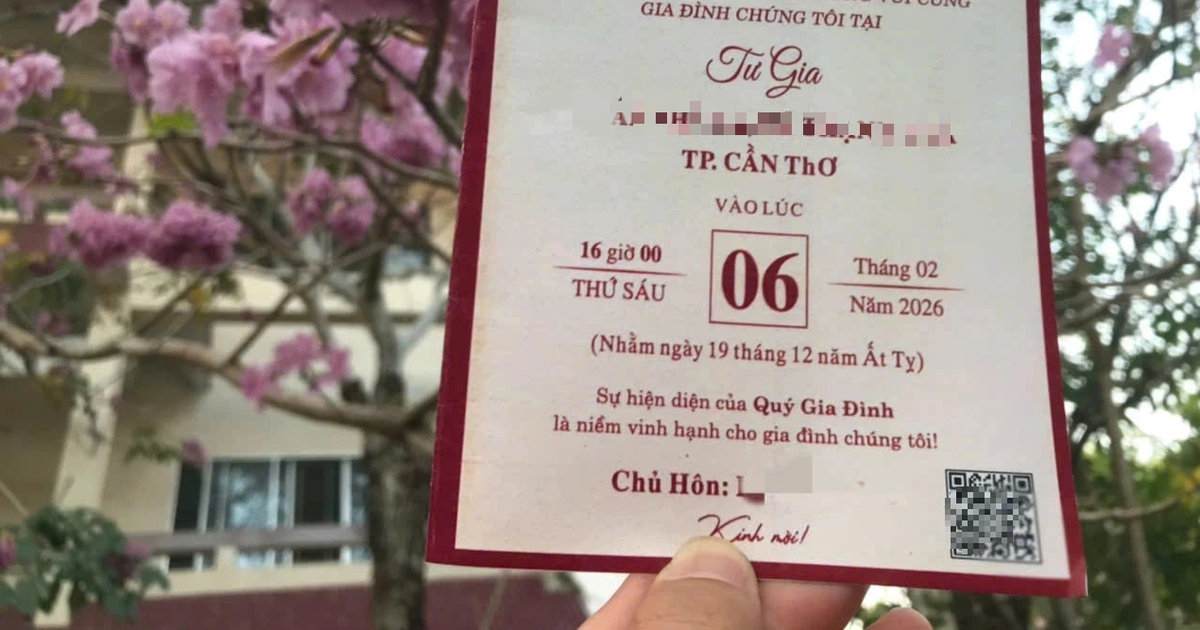 GIA ĐÌNH CHÚNG TÔI TẠI
Tư Gia
TP. CẦN ThƠ
VÀO LÚC
16 giờ 00
THỨ SÁU
06
Tháng 02
Năm 2026
(Nhằm ngày 19 tháng 12 năm Ất Tỵ)
Sự hiện diện của Quý Gia Đình
là niềm vinh hạnh cho gia đình chúng tôi!
Chủ Hôn:
Kính mời!